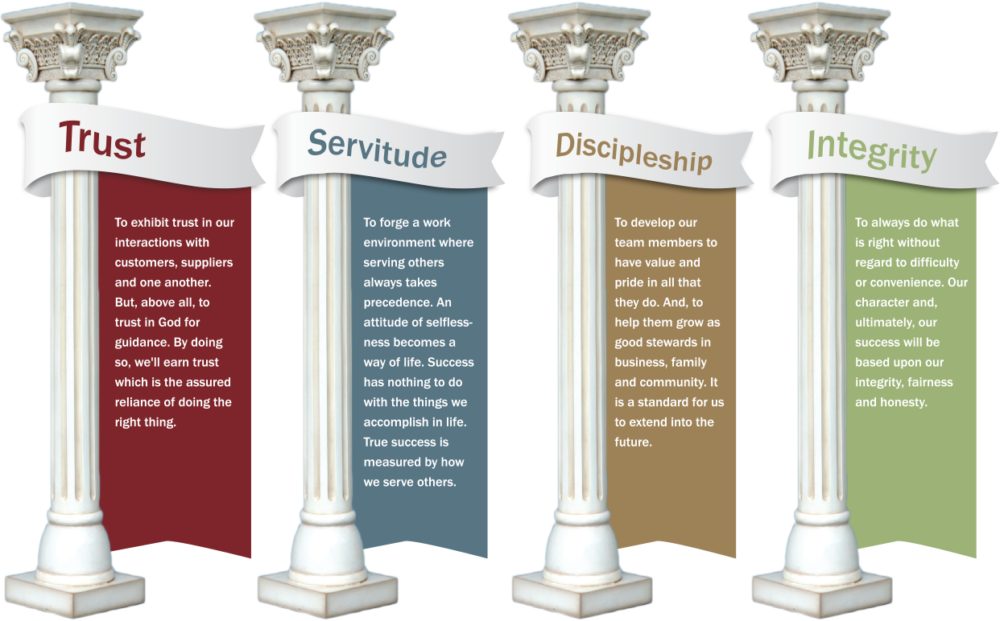 Trust
To exhibit trust in our
interactions with
customers, suppliers
and one another.
But, above all, to
trust in God for
guidance. By doing
so, we'll earn trust
which is the assured
reliance of doing the
right thing.
Servitude
To forge a work
environment where
serving others
always takes
precedence. An
attitude of selfless-
ness becomes a
way of life. Success
has nothing to do
with the things we
accomplish in life.
True success is
measured by how
we serve others.
Discipleship
To develop our
team members to
have value and
pride in all that
they do. And, to
help them grow as
good stewards in
business, family
and community. It
is a standard for us
to extend into the
future.
Integrity
To always do what
is right without
regard to difficulty
or convenience. Our
character and,
ultimately, our
success will be
based upon our
integrity, fairness
and honesty.